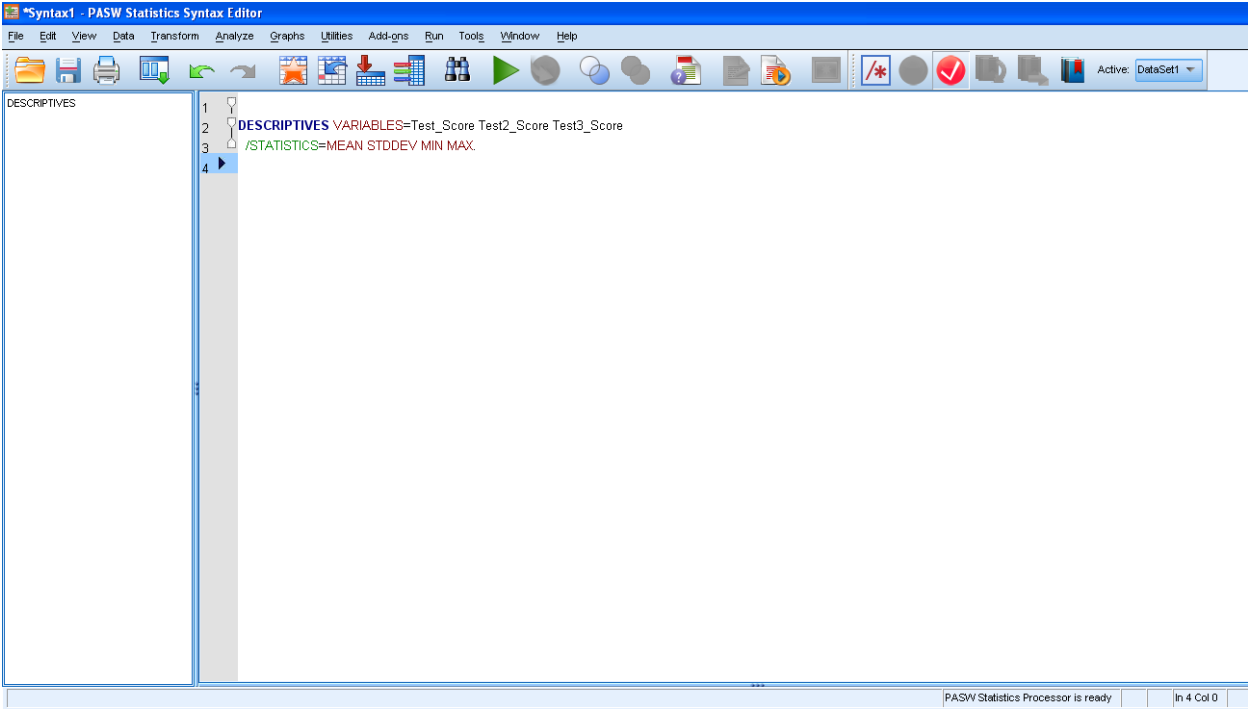 *Syntax1 - PASW Statistics Syntax Editor
File Edit View Data Transform Analyze Graphs Utilities Add-ons Run Tools Window Help
/* Active: DataSet1
DESCRIPTIVES
1
2 DESCRIPTIVES VARIABLES=Test_Score Test2_Score Test3_Score
3 /STATISTICS=MEAN STDDEV MIN MAX.
4
PASW Statistics Processor is ready In 4 Col 0